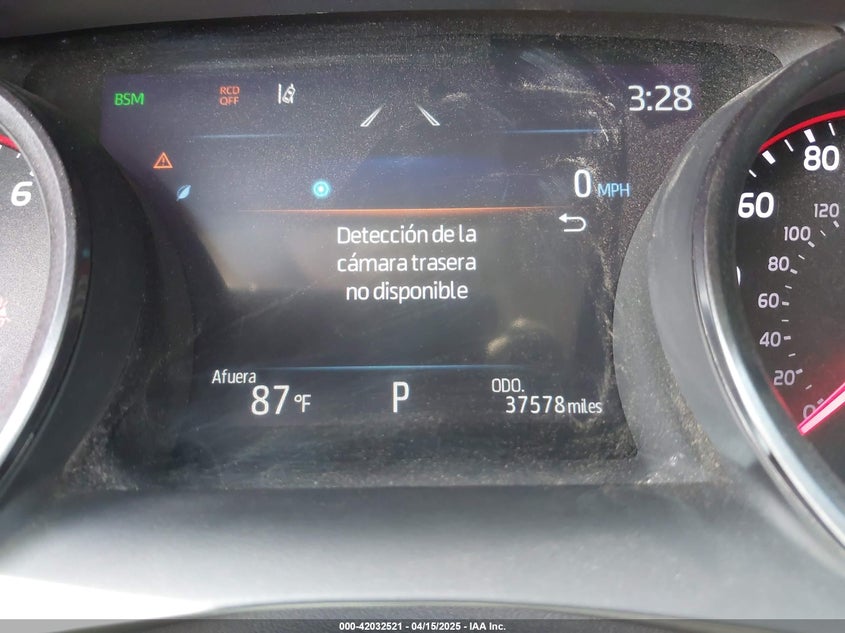 BSM
RCD
OFF
3:28
0 MPH
Detección de la
cámara trasera
no disponible
Afuera
87 °F
P
ODO.
37578 miles
6
80
60
120
100
80
60
40
20
0
000-42032521 - 04/15/2025 - IAA Inc.